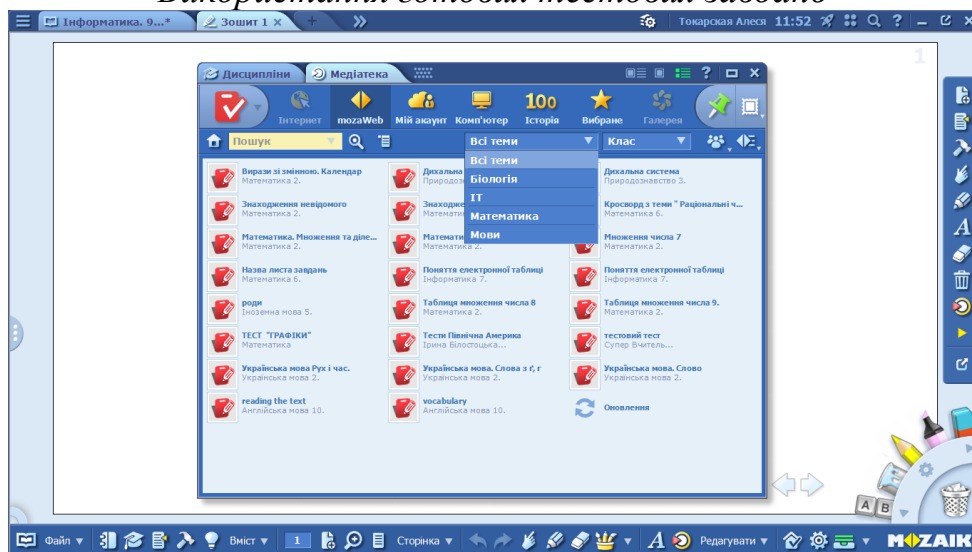 Використання готових тестових завдань
Інформатика. 9...*
Зошит 1 ×
+
Токарская Алеся 11:52
1
Дисципліни
Медіатека
Інтернет
mozaWeb
Мій акаунт
Комп'ютер
100
Історія
Вибране
Галерея
Пошук
Всі теми
Клас
Всі теми
Біологія
IT
Математика
Мови
Вирази зі змінною. Календар
Математика 2.
Дихальна
Дихальна система
Природознавство 3.
Знаходження невідомого
Математика 2.
Кросворд з теми " Раціональні ч...
Математика 6.
Математика. Множення та діле...
Математика 2.
Математика 2.
Множення числа 7
Математика 2.
Назва листа завдань
Математика 6.
Поняття електронної таблиці
Інформатика 7.
Поняття електронної таблиці
Інформатика 7.
роди
Іноземна мова 5.
Таблиця множення числа 8
Математика 2.
Таблиця множення числа 9.
Математика 2.
ТЕСТ "ГРАФІКИ"
Математика
Тести Північна Америка
Ірина Білостоцька...
тестовий тест
Супер Вчитель...
Українська мова Рух і час.
Українська мова 2.
Українська мова. Слова з ґ, г
Українська мова 2.
Українська мова. Слово
Українська мова 2.
reading the text
Англійська мова 10.
vocabulary
Англійська мова 10.
Оновлення
A
A B
Файл
Вміст
1
Сторінка
A
Редагувати
MOZAIK